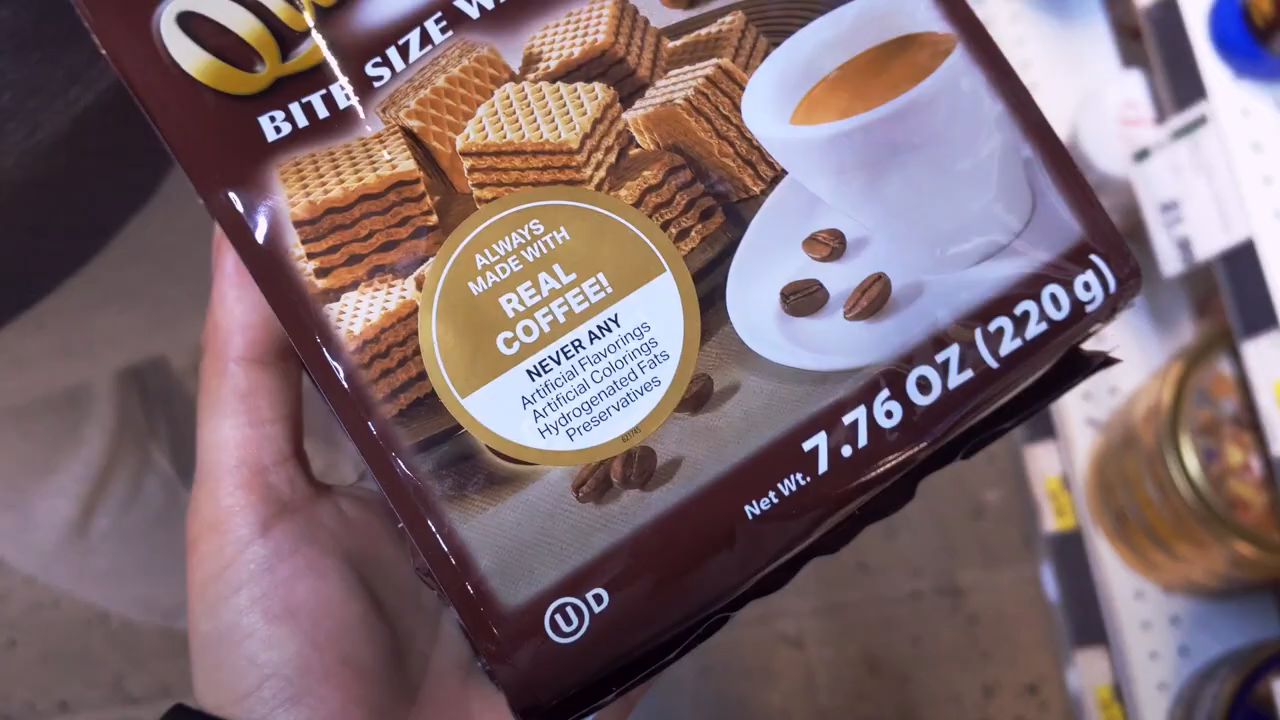 BITE SIZE
ALWAYS
MADE WITH
REAL
COFFEE!
NEVER ANY
Artificial Flavorings
Artificial Colorings
Hydrogenated Fats
Preservatives
Net Wt. 7.76 OZ (220 g)
U D